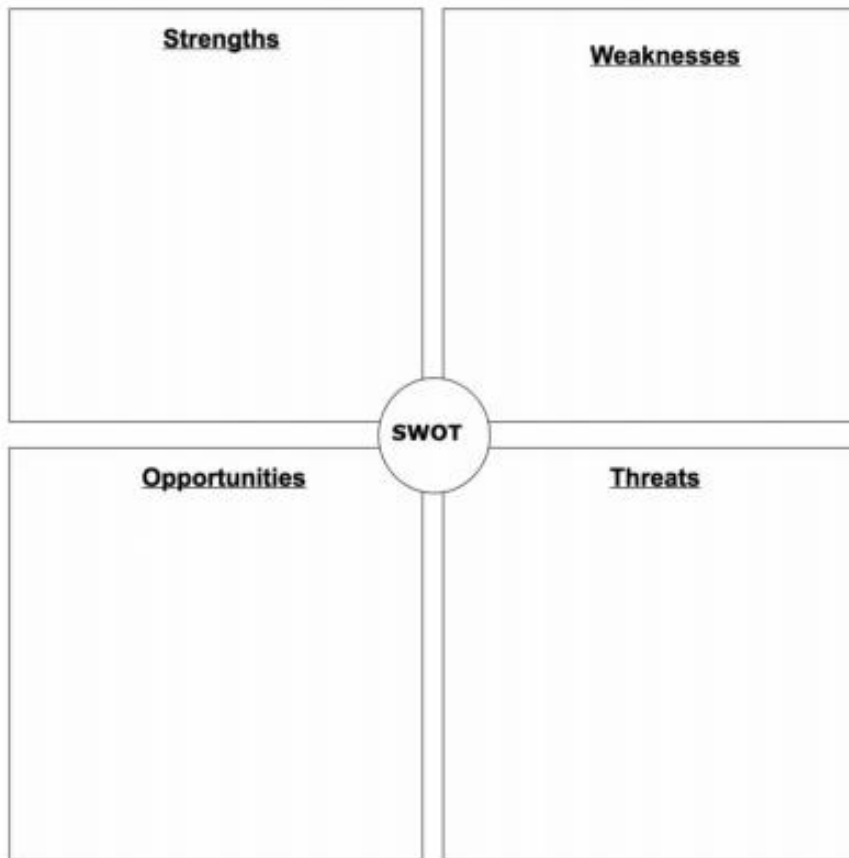 Strengths
Weaknesses
SWOT
Opportunities
Threats